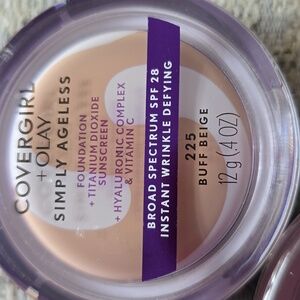 COVERGIRL
+ OLAY
SIMPLY AGELESS
FOUNDATION
+ TITANIUM DIOXIDE
SUNSCREEN
+ HYALURONIC COMPLEX
& VITAMIN C
BROAD SPECTRUM SPF 28
INSTANT WRINKLE DEFYING
225
BUFF BEIGE
12 g (.4 OZ)